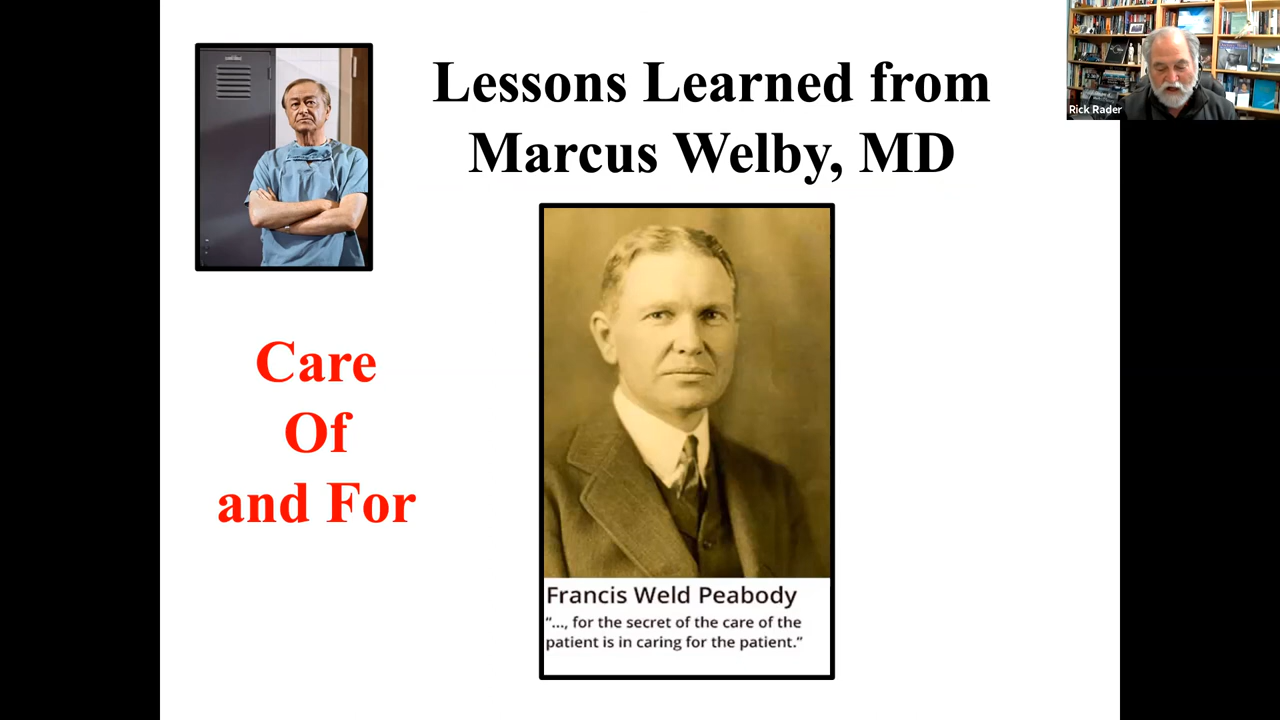 Lessons Learned from
Marcus Welby, MD
Rick Rader
Care
Of
and For
Francis Weld Peabody
“..., for the secret of the care of the
patient is in caring for the patient.”